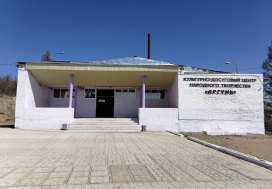 КУЛЬТУРНО-ДОСУГОВЫЙ ЦЕНТР
НАРОДНОГО ТВОРЧЕСТВА
«АРГУНЬ»